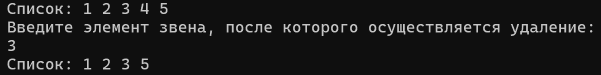 Список: 1 2 3 4 5
Введите элемент звена, после которого осуществляется удаление:
3
Список: 1 2 3 5